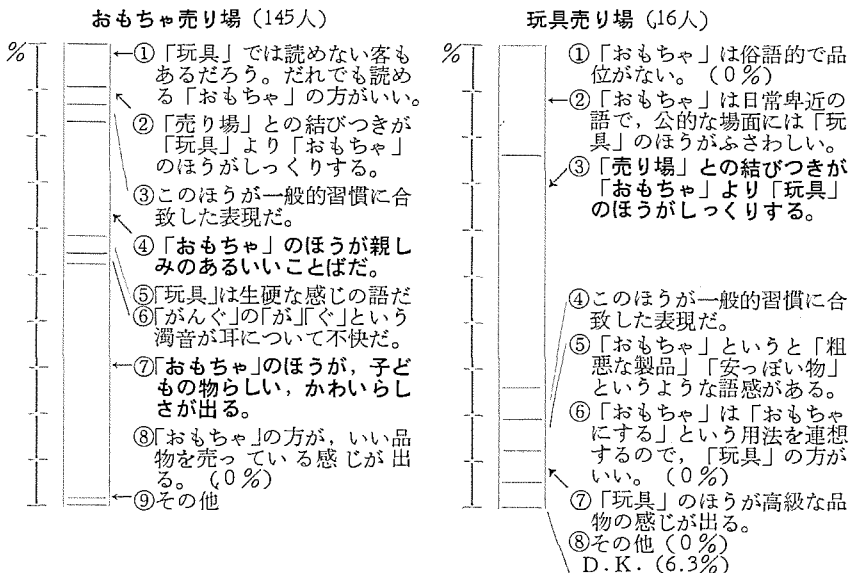 おもちゃ売り場（145人）
%
①「玩具」では読めない客も
あるだろう。だれでも読め
る「おもちゃ」の方がいい。
②「売り場」との結びつきが
「玩具」より「おもちゃ」
のほうがしっくりする。
③このほうが一般的習慣に合
致した表現だ。
④「おもちゃ」のほうが親し
みのあるいいことばだ。
⑤「玩具」は生硬な感じの語だ
⑥「がんぐ」の「が」「ぐ」という
濁音が耳について不快だ。
⑦「おもちゃ」のほうが，子ど
もの物らしい，かわいらし
さが出る。
⑧「おもちゃ」の方が，いい品
物を売っている感じが出
る。（0%）
⑨その他
玩具売り場（16人）
%
①「おもちゃ」は俗語的で品
位がない。（0%）
②「おもちゃ」は日常卑近の
語で，公的な場面には「玩
具」のほうがふさわしい。
③「売り場」との結びつきが
「おもちゃ」より「玩具」
のほうがしっくりする。
④このほうが一般的習慣に合
致した表現だ。
⑤「おもちゃ」というと「粗
悪な製品」「安っぽい物」
というような語感がある。
⑥「おもちゃ」は「おもちゃ
にする」という用法を連想
するので，「玩具」の方が
いい。（0%）
⑦「玩具」のほうが高級な品
物の感じが出る。
⑧その他（0%）
D.K.（6.3%）